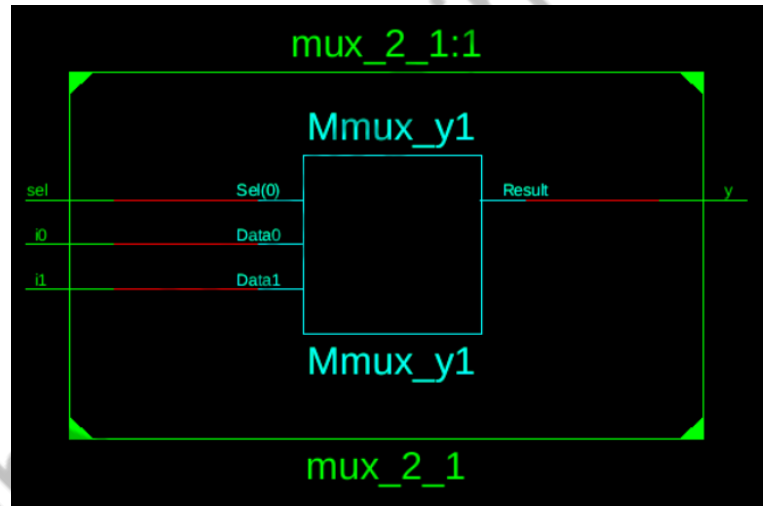 mux_2_1:1
Mmux_y1
sel Sel(0) Result y
i0 Data0
i1 Data1
Mmux_y1
mux_2_1